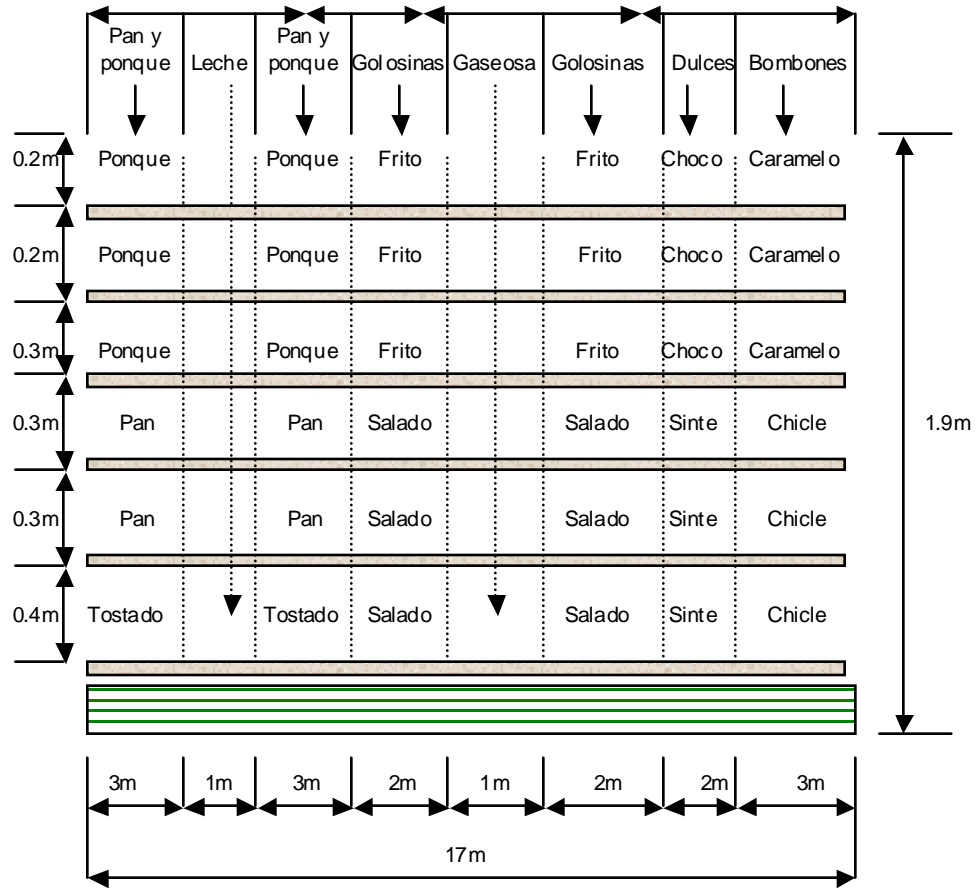 Pan y ponque Leche Pan y ponque Golosinas Gaseosa Golosinas Dulces Bombones
0.2m Ponque Ponque Frito Frito Choco Caramelo
0.2m Ponque Ponque Frito Frito Choco Caramelo
0.3m Ponque Ponque Frito Frito Choco Caramelo
0.3m Pan Pan Salado Salado Sinte Chicle 1.9m
0.3m Pan Pan Salado Salado Sinte Chicle
0.4m Tostado Tostado Salado Salado Sinte Chicle
3m 1m 3m 2m 1m 2m 2m 3m
17m